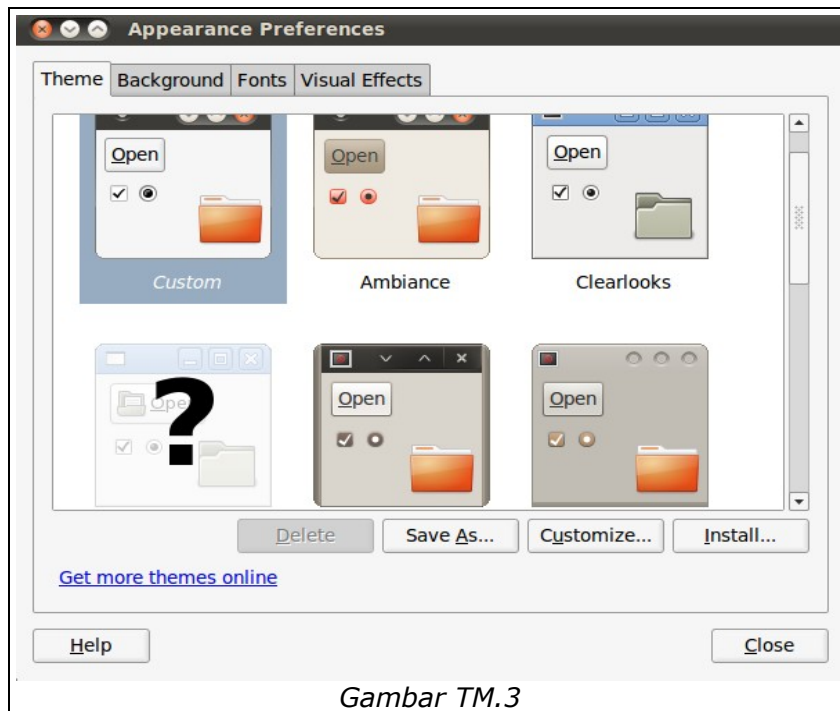 Appearance Preferences
Theme Background Fonts Visual Effects
Open Open Open
Custom Ambiance Clearlooks
Open Open Open
?
Delete Save As... Customize... Install...
Get more themes online
Help Close
Gambar TM.3